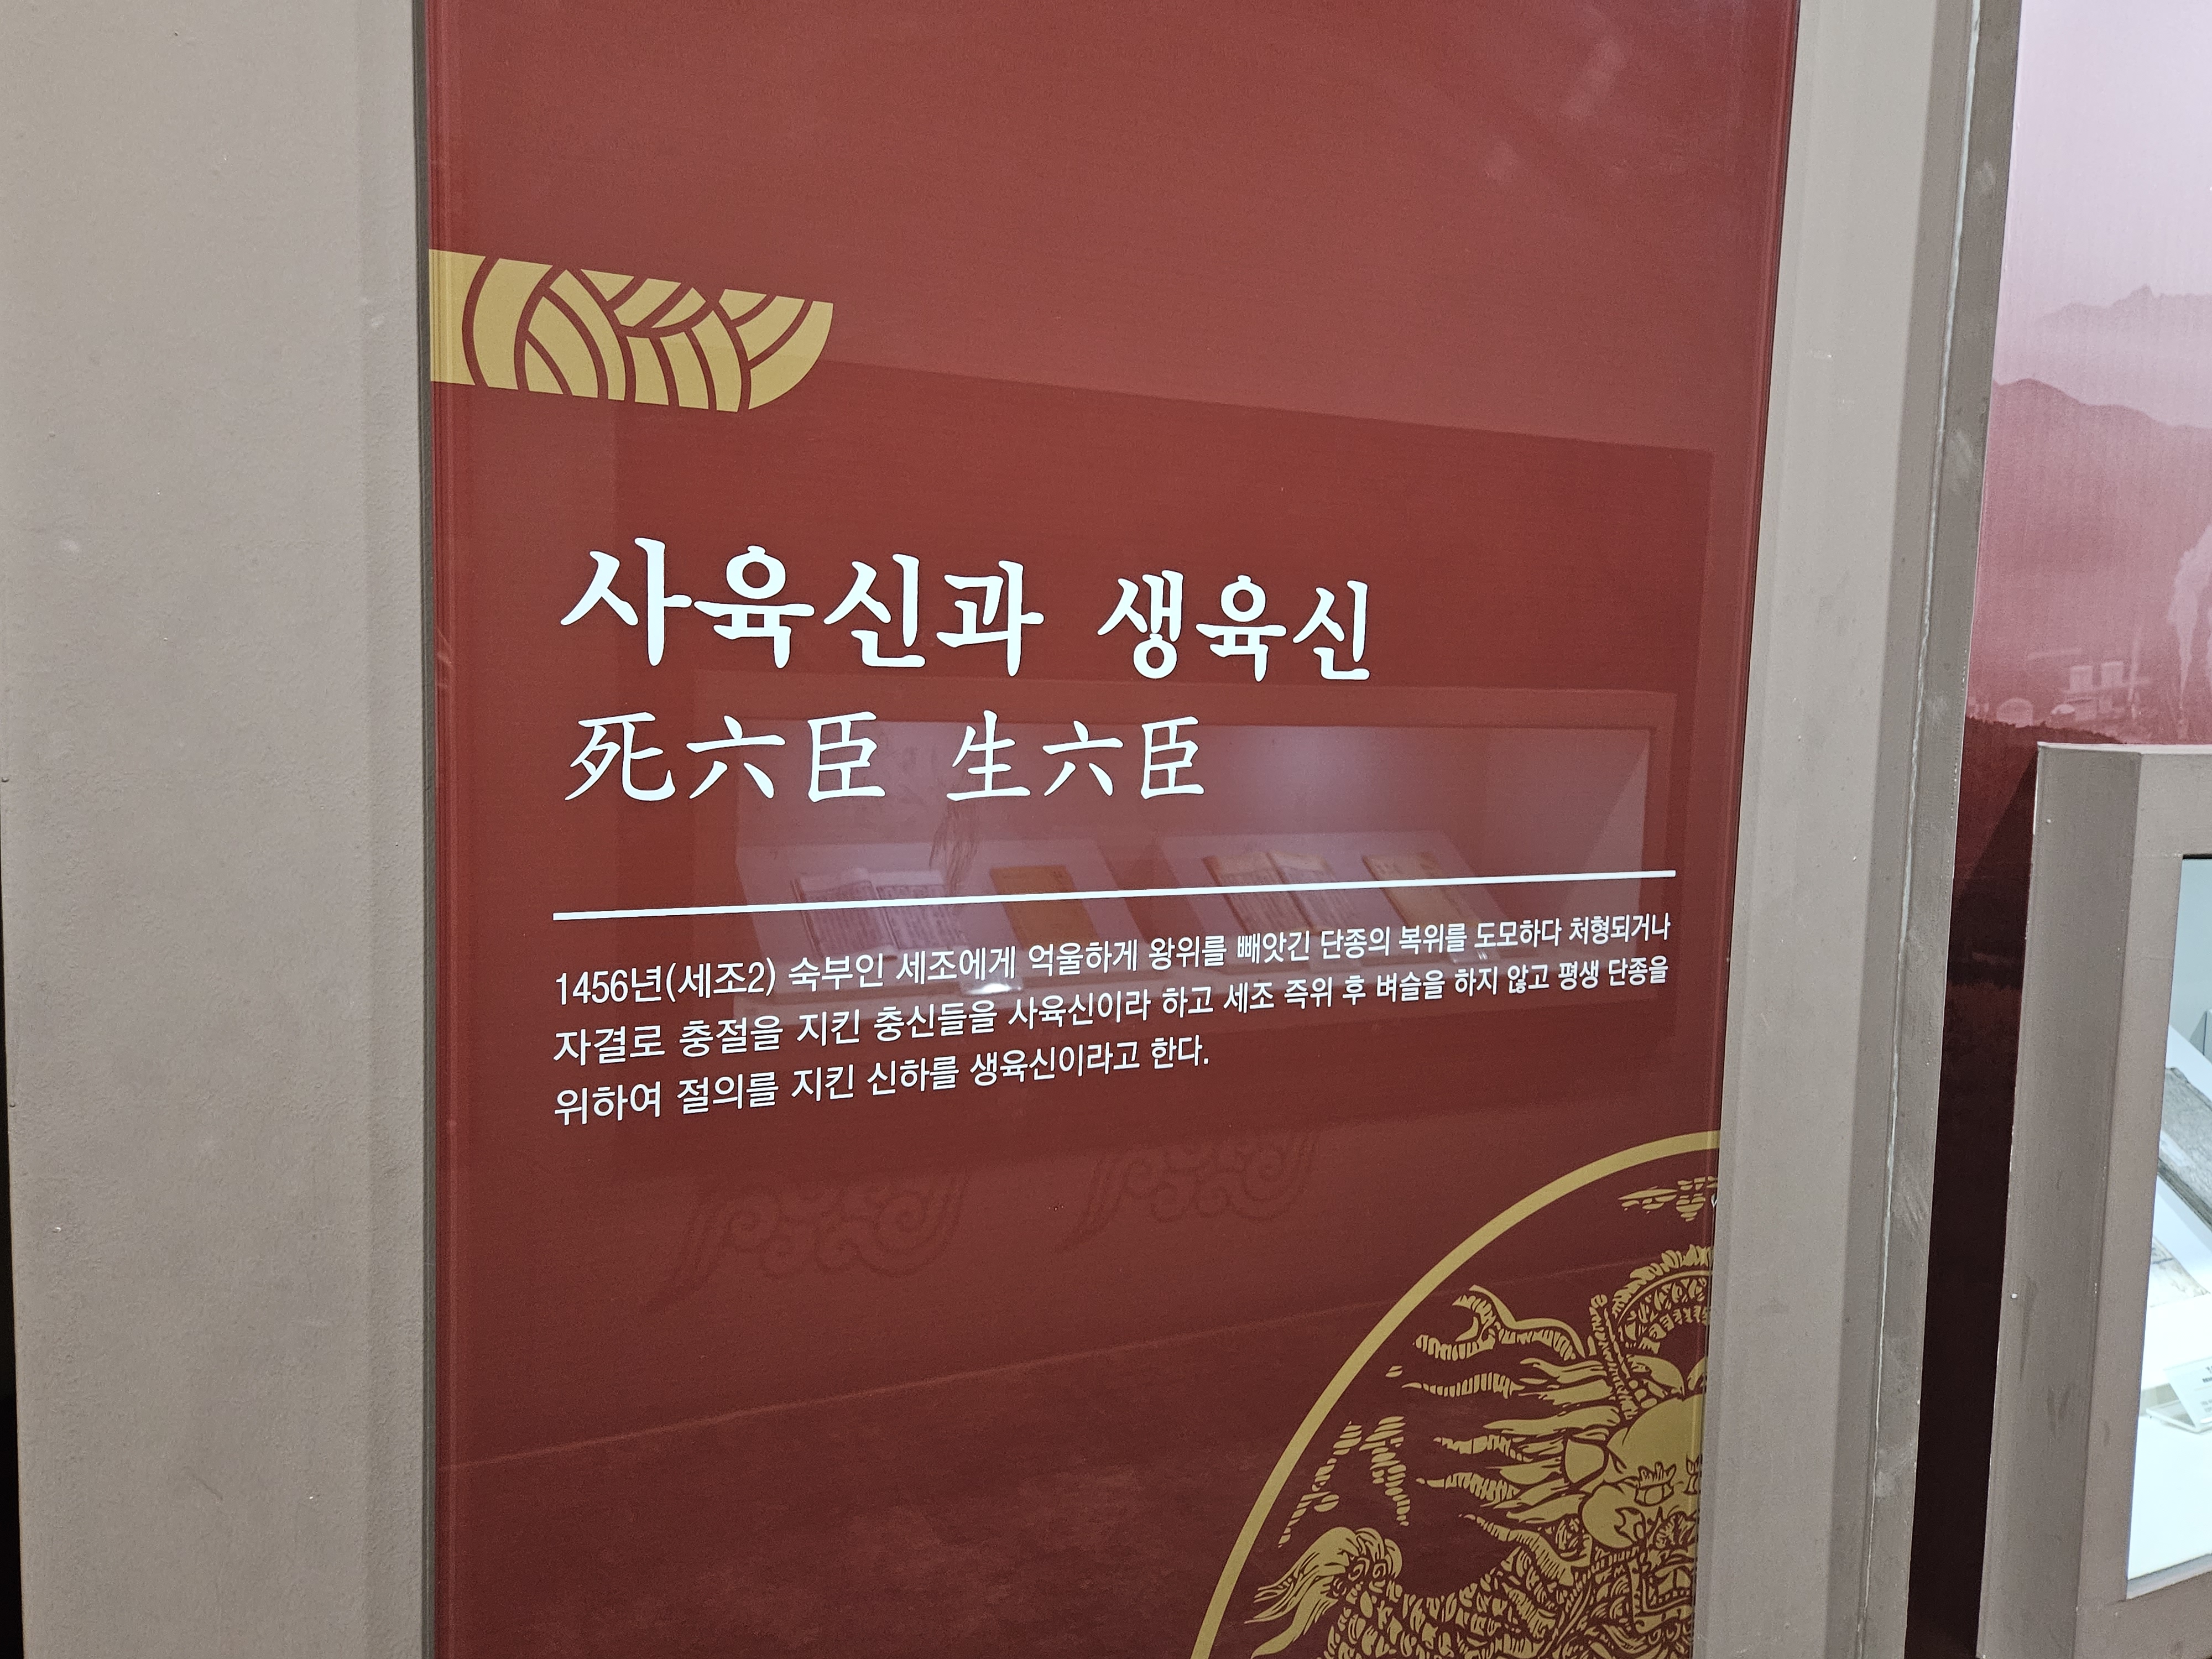 사육신과 생육신
死六臣 生六臣
1456년(세조2) 숙부인 세조에게 억울하게 왕위를 빼앗긴 단종의 복위를 도모하다 처형되거나
자결로 충절을 지킨 충신들을 사육신이라 하고 세조 즉위 후 벼슬을 하지 않고 평생 단종을
위하여 절의를 지킨 신하를 생육신이라고 한다.